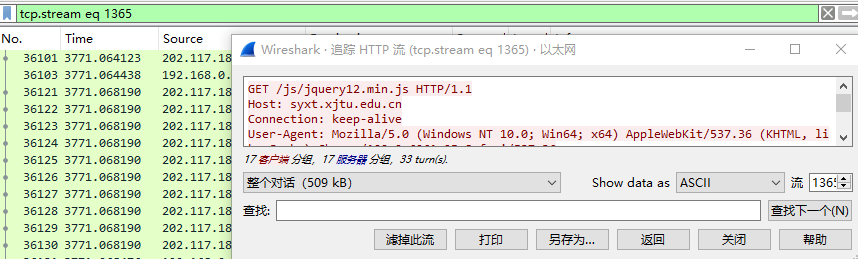 tcp.stream eq 1365
No. Time Source
36101 3771.064123 202.117.18
36103 3771.064438 192.168.0.
36121 3771.068190 202.117.18
36122 3771.068190 202.117.18
36123 3771.068190 202.117.18
36124 3771.068190 202.117.18
36125 3771.068190 202.117.18
36126 3771.068190 202.117.18
36127 3771.068190 202.117.18
36128 3771.068190 202.117.18
36129 3771.068190 202.117.18
36130 3771.068190 202.117.18
Wireshark · 追踪 HTTP 流 (tcp.stream eq 1365) · 以太网
GET /js/jquery12.min.js HTTP/1.1
Host: syxt.xjtu.edu.cn
Connection: keep-alive
User-Agent: Mozilla/5.0 (Windows NT 10.0; Win64; x64) AppleWebKit/537.36 (KHTML, li
17 客户端 分组，17 服务器 分组，33 turn(s).
整个对话 (509 kB) Show data as ASCII 流 1365
查找: 查找下一个(N)
滤掉此流 打印 另存为… 返回 关闭 帮助